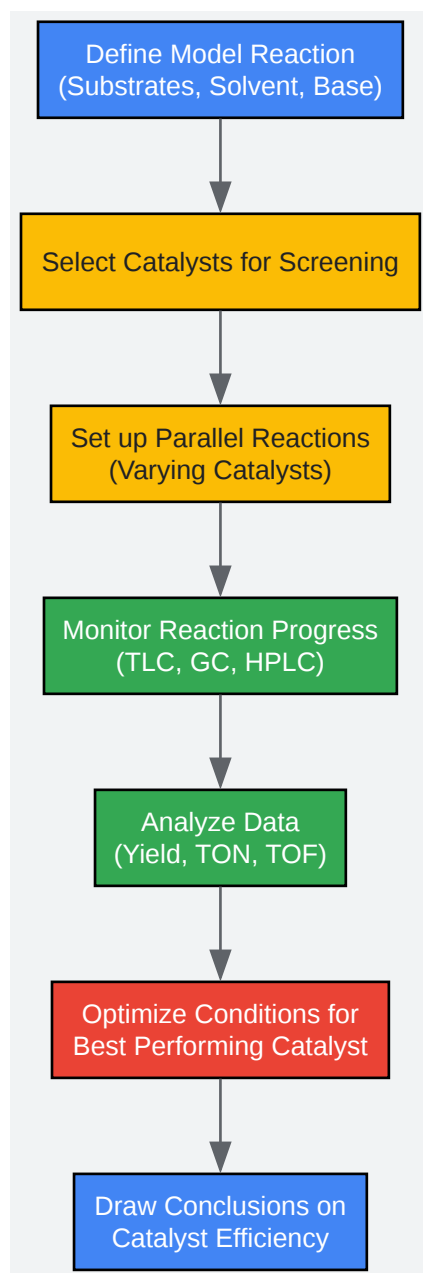 Define Model Reaction
(Substrates, Solvent, Base)
Select Catalysts for Screening
Set up Parallel Reactions
(Varying Catalysts)
Monitor Reaction Progress
(TLC, GC, HPLC)
Analyze Data
(Yield, TON, TOF)
Optimize Conditions for
Best Performing Catalyst
Draw Conclusions on
Catalyst Efficiency